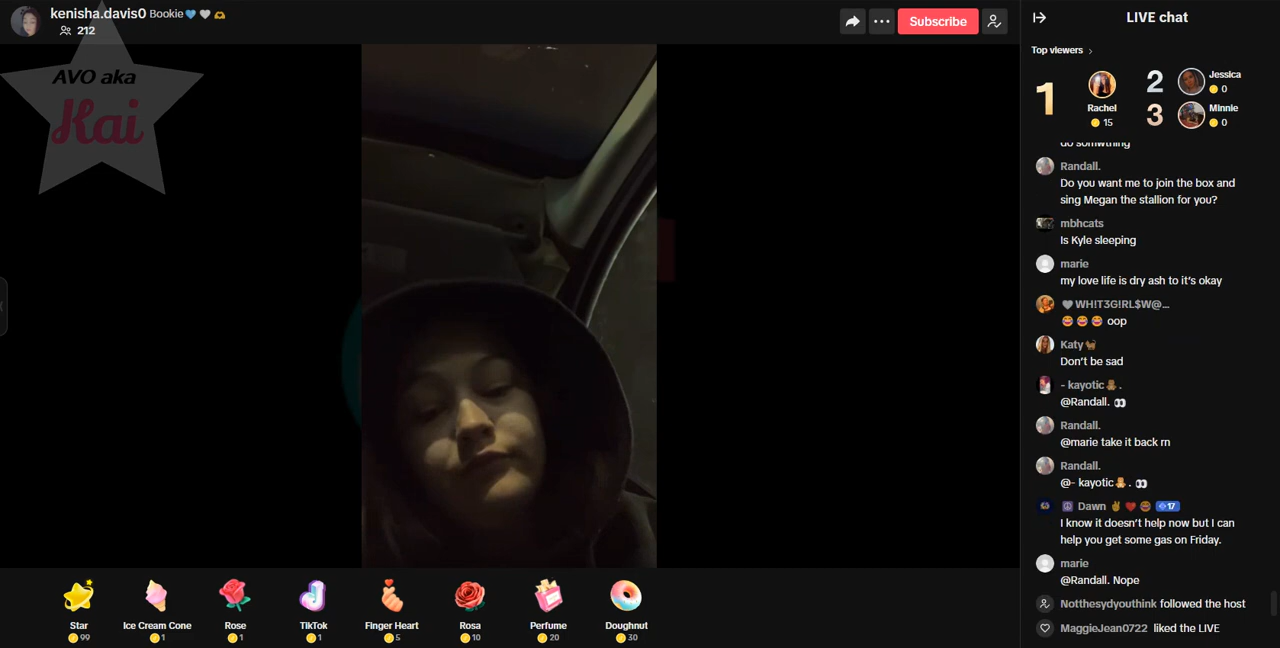 kenisha.davis0 Bookie💙🤍🫶
212
Subscribe
AVO aka
Kai
Star
99
Ice Cream Cone
1
Rose
1
TikTok
1
Finger Heart
5
Rosa
10
Perfume
20
Doughnut
30
LIVE chat
Top viewers
1
Rachel
15
2
Jessica
0
3
Minnie
0
do somwthing
Randall.
Do you want me to join the box and
sing Megan the stallion for you?
mbhcats
Is Kyle sleeping
marie
my love life is dry ash to it's okay
🤍WH!T3G!RL$W@...
😂 😂 😂 oop
Katy🐈
Don't be sad
- kayotic🧸.
@Randall. 👀
Randall.
@marie take it back rn
Randall.
@- kayotic🧸. 👀
Dawn ✌️❤️😂 17
I know it doesn't help now but I can
help you get some gas on Friday.
marie
@Randall. Nope
Notthesydyouthink followed the host
MaggieJean0722 liked the LIVE